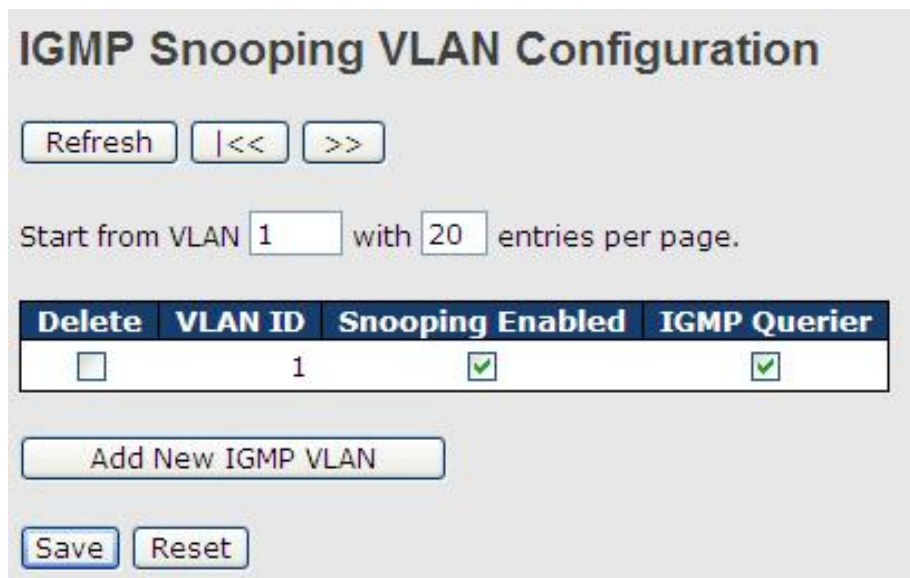 IGMP Snooping VLAN Configuration
Refresh |<< >>
Start from VLAN 1 with 20 entries per page.
Delete VLAN ID Snooping Enabled IGMP Querier
1
Add New IGMP VLAN
Save Reset